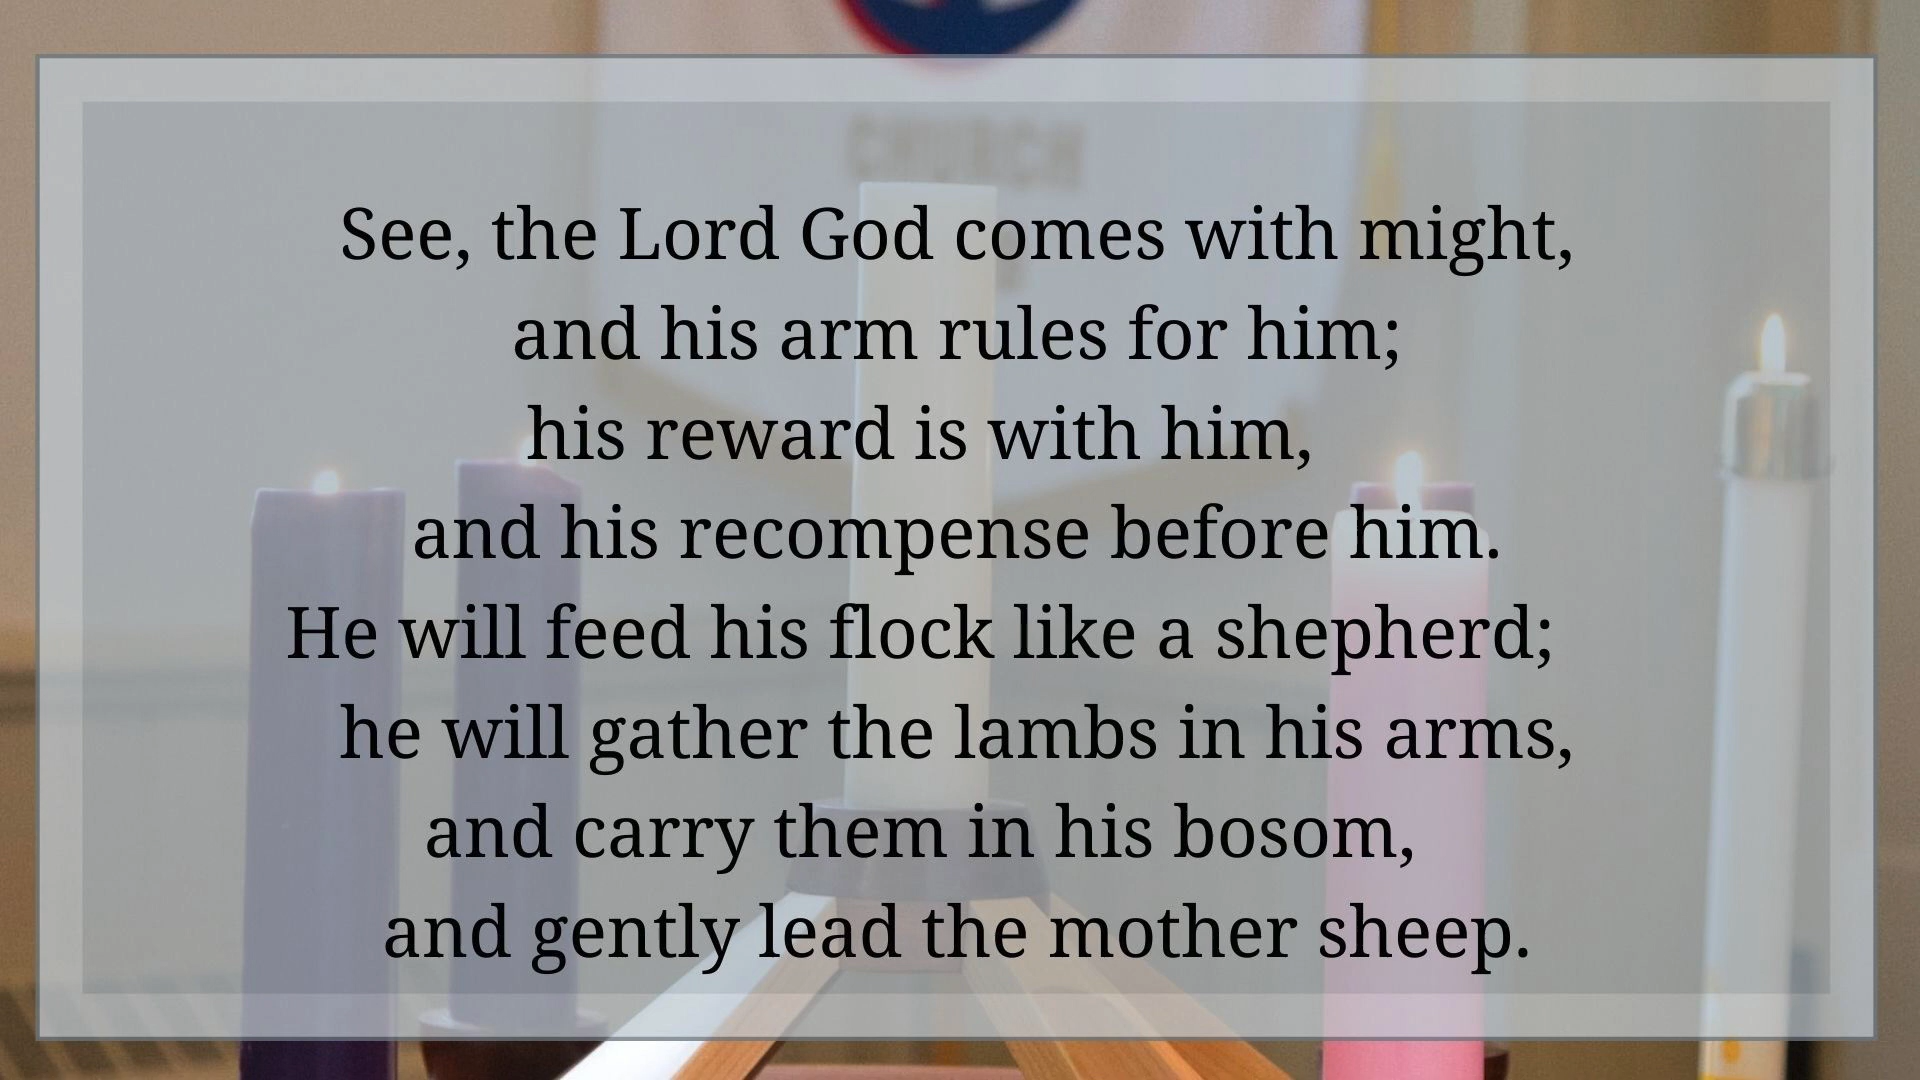 CHURCH
See, the Lord God comes with might,
and his arm rules for him;
his reward is with him,
and his recompense before him.
He will feed his flock like a shepherd;
he will gather the lambs in his arms,
and carry them in his bosom,
and gently lead the mother sheep.